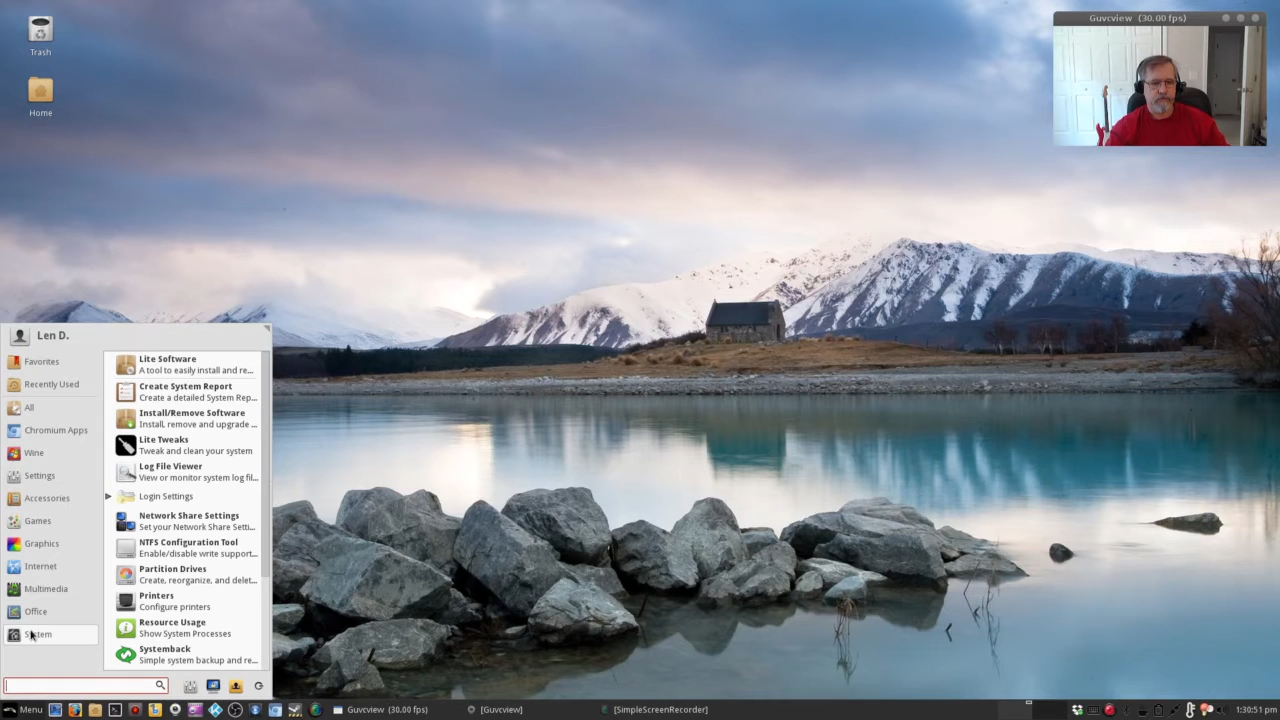 Guvcview (30.00 fps)
Trash
Home
Len D.
Favorites
Recently Used
All
Chromium Apps
Wine
Settings
Accessories
Games
Graphics
Internet
Multimedia
Office
System
Lite Software
A tool to easily install and re...
Create System Report
Create a detailed System Rep...
Install/Remove Software
Install, remove and upgrade ...
Lite Tweaks
Tweak and clean your system
Log File Viewer
View or monitor system log fil...
Login Settings
Network Share Settings
Set your Network Share Setti...
NTFS Configuration Tool
Enable/disable write support...
Partition Drives
Create, reorganize, and delet...
Printers
Configure printers
Resource Usage
Show System Processes
Systemback
Simple system backup and re...
Menu
Guvcview (30.00 fps)
[Guvcview]
[SimpleScreenRecorder]
1:30:51 pm